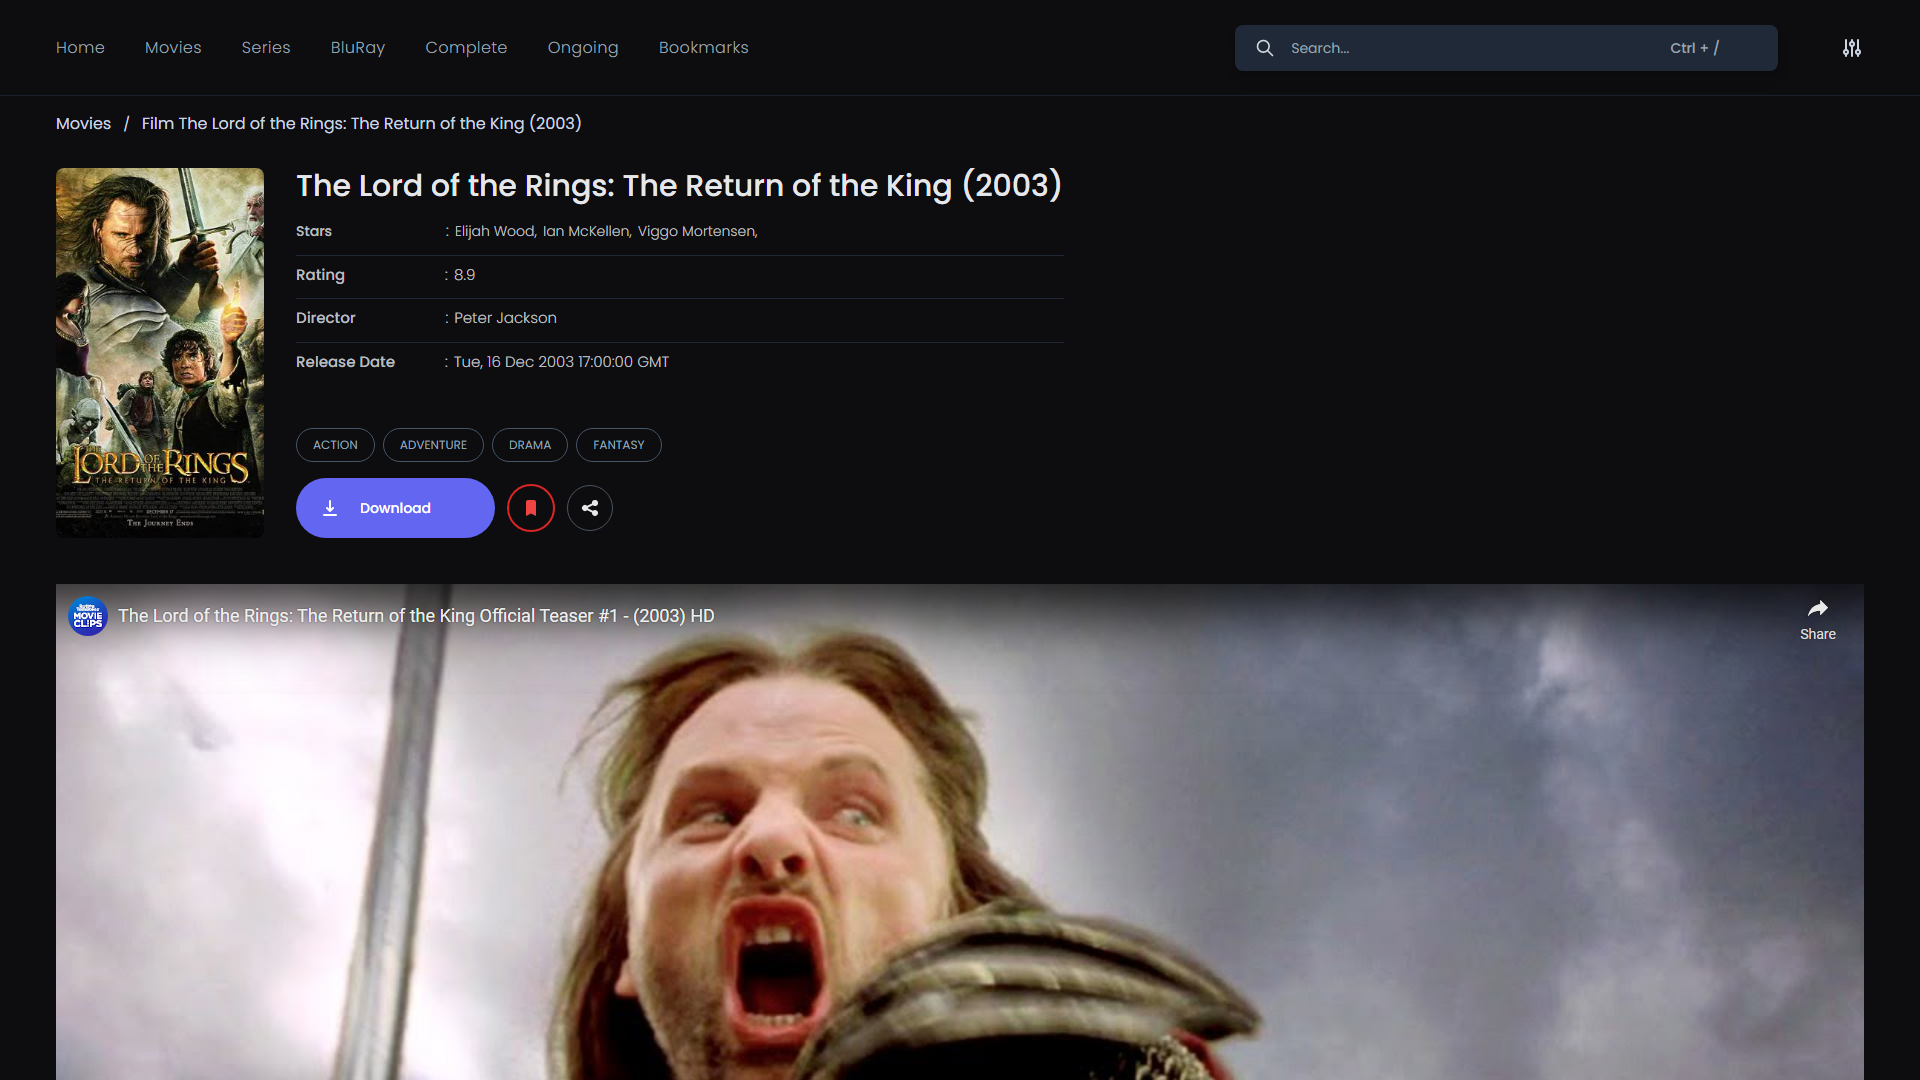 Home Movies Series BluRay Complete Ongoing Bookmarks Search... Ctrl + /
Movies / Film The Lord of the Rings: The Return of the King (2003)
The Lord of the Rings: The Return of the King (2003)
Stars : Elijah Wood, Ian McKellen, Viggo Mortensen,
Rating : 8.9
Director : Peter Jackson
Release Date : Tue, 16 Dec 2003 17:00:00 GMT
ACTION ADVENTURE DRAMA FANTASY
Download
THE LORD OF THE RINGS
THE RETURN OF THE KING
DECEMBER 17
THE JOURNEY ENDS
MOVIE CLIPS
The Lord of the Rings: The Return of the King Official Teaser #1 - (2003) HD
Share